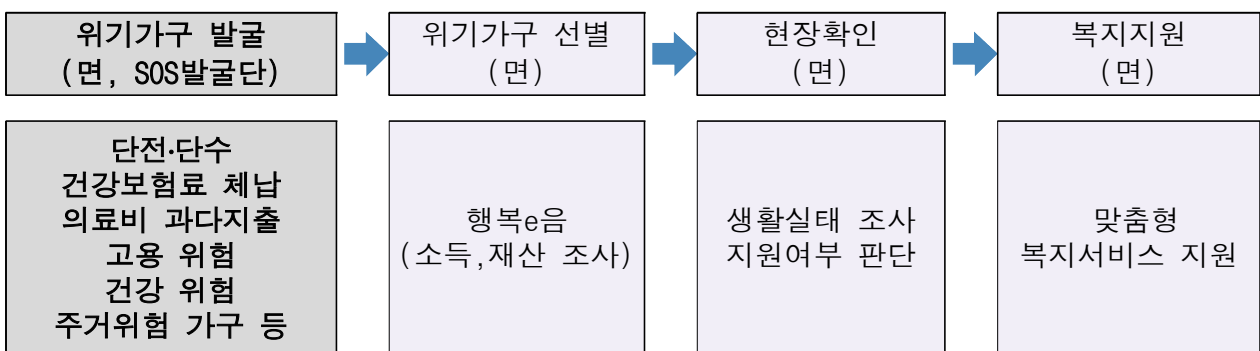 위기가구 발굴
(면, SOS발굴단)
위기가구 선별
(면)
현장확인
(면)
복지지원
(면)
단전·단수
건강보험료 체납
의료비 과다지출
고용 위험
건강 위험
주거위험 가구 등
행복e음
(소득,재산 조사)
생활실태 조사
지원여부 판단
맞춤형
복지서비스 지원